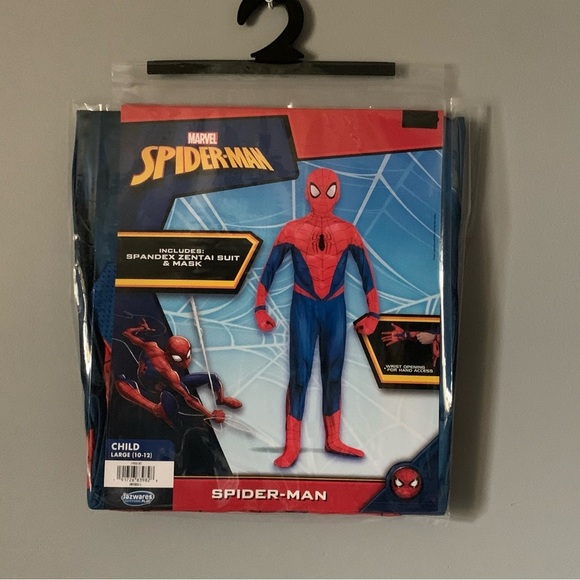 MARVEL
SPIDER-MAN
INCLUDES:
SPANDEX ZENTAI SUIT
& MASK
WRIST OPENING
FOR HAND ACCESS
CHILD
LARGE (10-12)
Jazwares
SPIDER-MAN